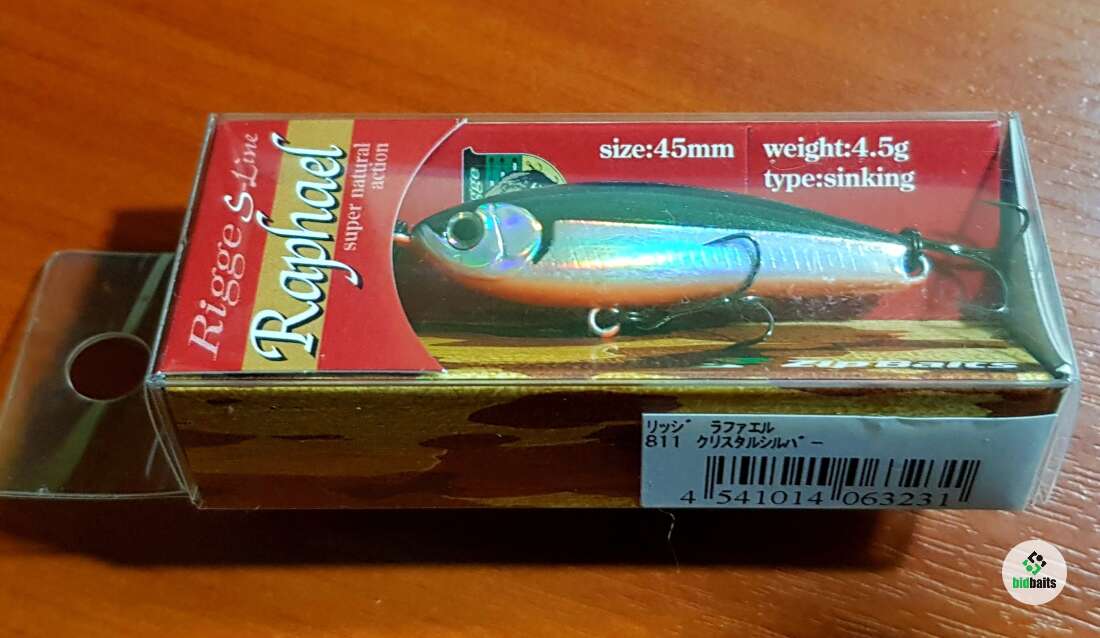 Rigge S-Line
Raphael
super natural
action
size:45mm
weight:4.5g
type:sinking
ZipBaits
リッジﾞ ラファエル
811 クリスタルシルバﾞー
4 541014 063231
bidbaits